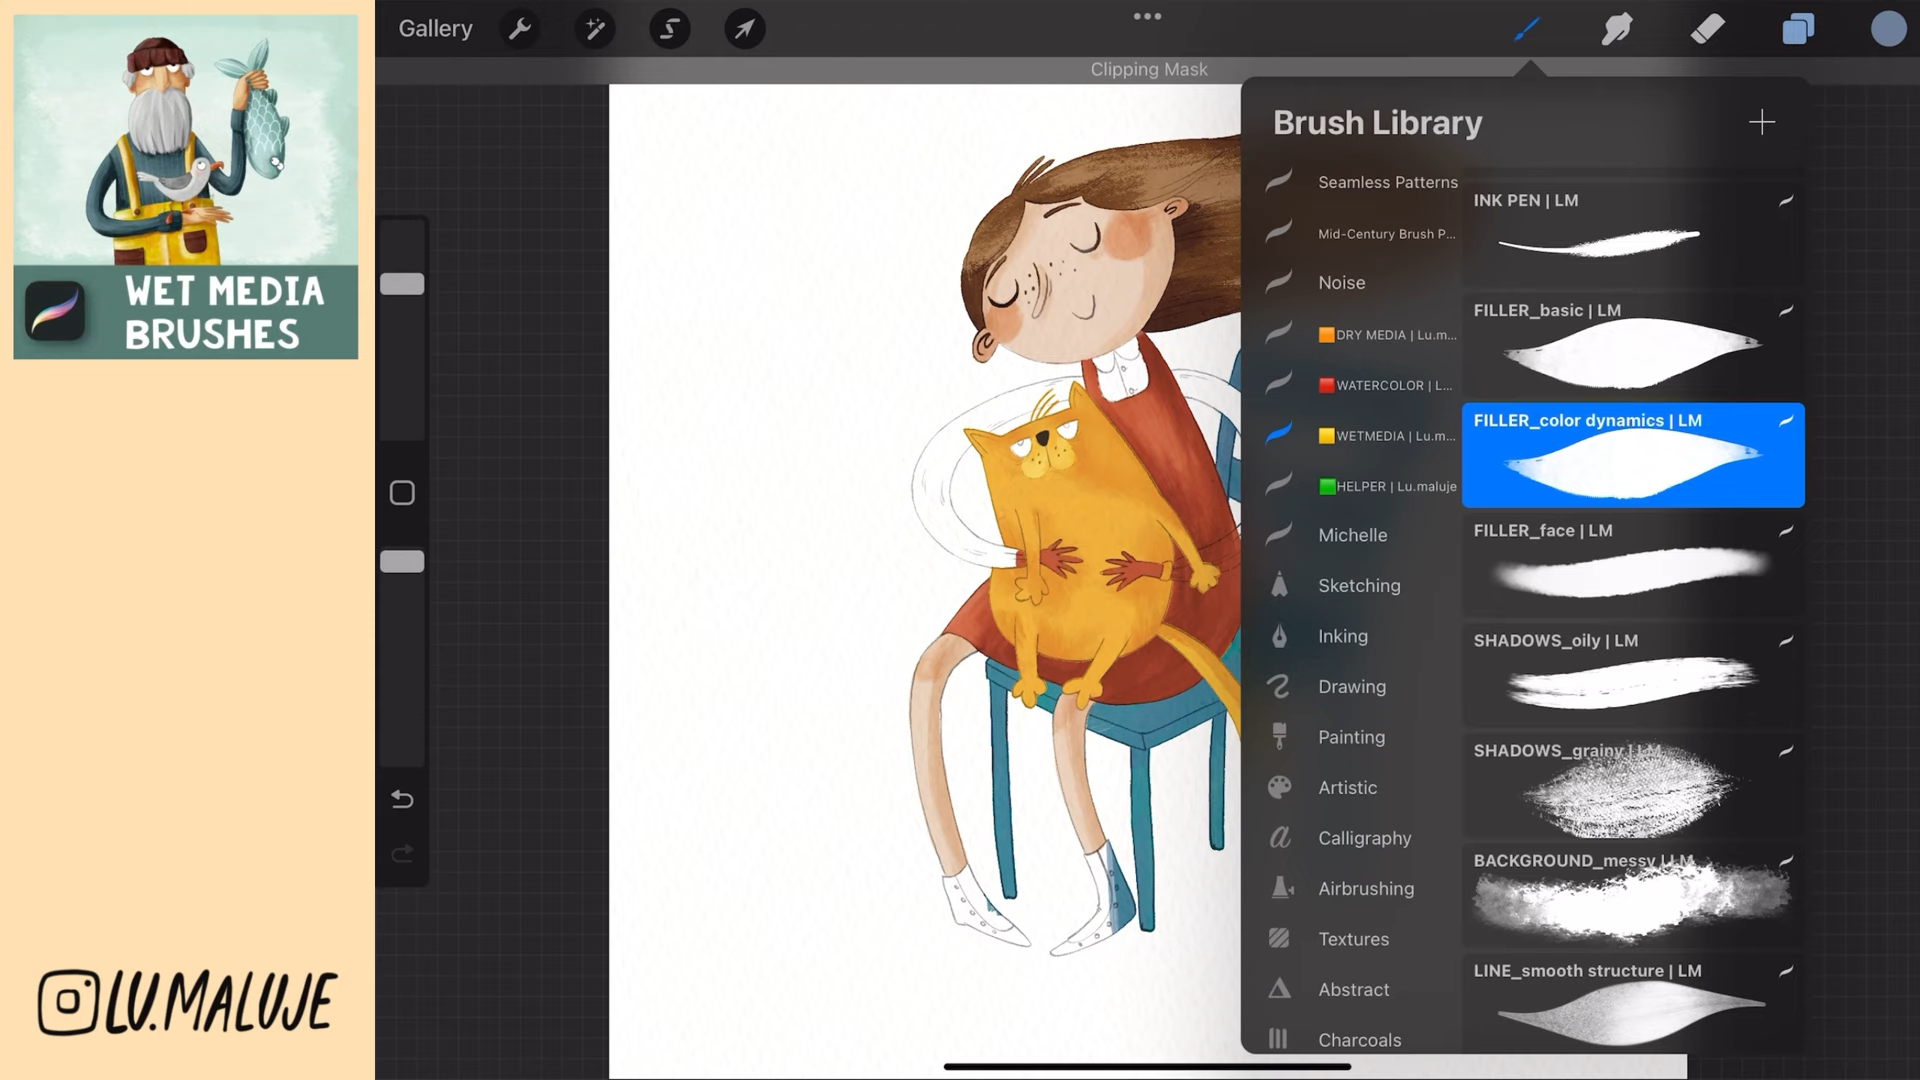 WET MEDIA
BRUSHES
LU.MALUJE
Gallery
Clipping Mask
Brush Library
Seamless Patterns
Mid-Century Brush P...
Noise
DRY MEDIA | Lu.m...
WATERCOLOR | L...
WETMEDIA | Lu.m...
HELPER | Lu.maluje
Michelle
Sketching
Inking
Drawing
Painting
Artistic
Calligraphy
Airbrushing
Textures
Abstract
Charcoals
INK PEN | LM
FILLER_basic | LM
FILLER_color dynamics | LM
FILLER_face | LM
SHADOWS_oily | LM
SHADOWS_grainy | LM
BACKGROUND_messy | LM
LINE_smooth structure | LM